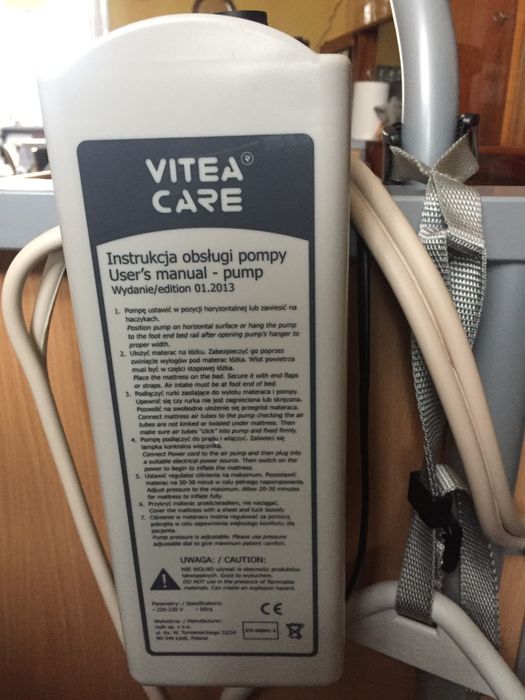 VITEA®
CARE
Instrukcja obsługi pompy
User's manual - pump
Wydanie/edition 01.2013
1. Pompę ustawić w pozycji horyzontalnej lub zawiesić na
haczykach.
Position pump on horizontal surface or hang the pump
to the foot end bed rail after opening pump's hanger to
proper width.
2. Ułożyć materac na łóżku. Zabezpieczyć go poprzez
zwinięcie wylogów pod materac łóżka. Wlot powietrza
musi być w części stopowej łóżka.
Place the mattress on the bed. Secure it with end flaps
or straps. Air intake must be at foot end of bed.
3. Podłączyć rurki zasilające do wylotu materaca i pompy.
Upewnić się czy rurka nie jest zagnieciona lub skręcona.
Pozwolić na swobodne ułożenie się przegród materaca.
Connect mattress air tubes to the pump checking the air
tubes are not linked or twisted under mattress. Then
make sure air tubes "click" into pump and fixed firmly.
4. Pompę podłączyć do prądu i włączyć. Zaświeci się
lampka kontrolna włącznika.
Connect Power cord to the air pump and then plug into
a suitable electrical power source. Then switch on the
power to begin to inflate the mattress.
5. Ustawić regulator ciśnienia na maksimum. Pozostawić
materac na 20-30 minut w celu pełnego napompowania.
Adjust pressure to the maximum. Allow 20-30 minutes
for mattress to inflate fully.
6. Przykryć materac prześcieradłem, nie naciągać.
Cover the mattress with a sheet and tuck loosely.
7. Ciśnienie w materacu można regulować za pomocą
pokrętła w celu zapewnienia większego komfortu dla
pacjenta.
Pump pressure is adjustable. Please use pressure
adjustable dial to give maximum patient comfort.
UWAGA: / CAUTION:
NIE WOLNO używać w obecności produktów
łatwopalnych. Grozi to wybuchem.
DO NOT use in the presence of flammable
materials. Can create an explosion hazard.
Parametry: / Specifications:
~ 220-230 V • 50Hz
CE
Wytwórca: / Manufacturer:
mdh sp. z o.o.
ul. Ks. W. Tymienieckiego 22/24
90-349 Łódź, Poland